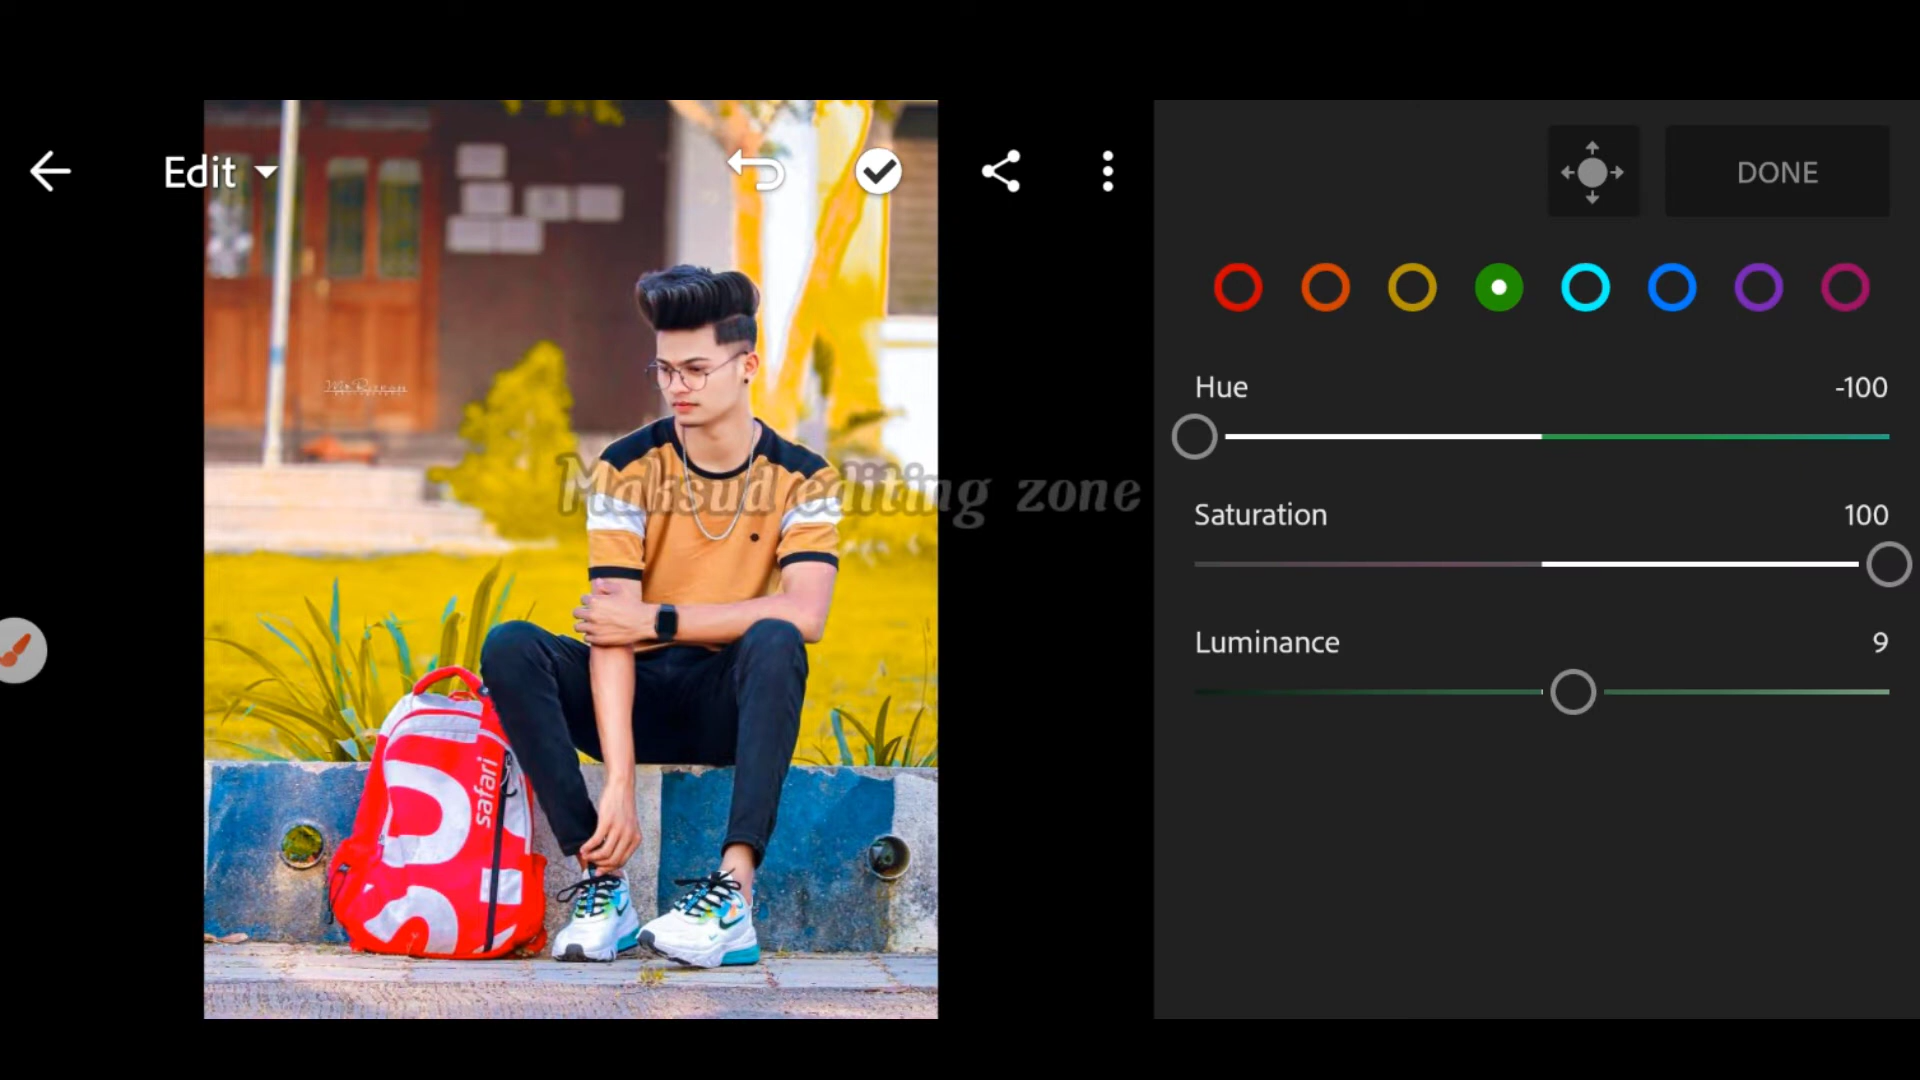 Edit
DONE
Hue
-100
Saturation
100
Luminance
9
Maksud editing zone
safari